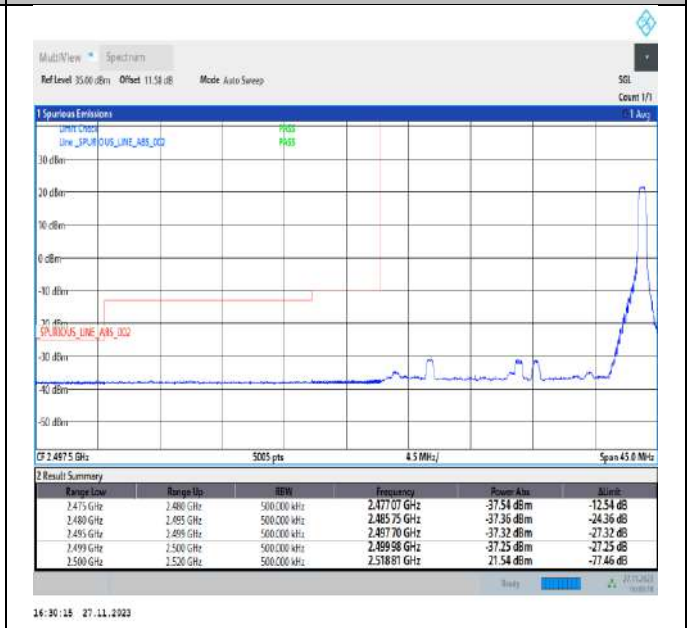 MultiView Spectrum
Ref Level 35.00 dBm Offset 11.58 dB Mode Auto Sweep SGL
Count 1/1
1 Spurious Emissions 1 Avg
Limit Check PASS
Line _SPURIOUS_LINE_ABS_002 PASS
30 dBm
20 dBm
10 dBm
0 dBm
-10 dBm
-20 dBm
_SPURIOUS_LINE_ABS_002
-30 dBm
-40 dBm
-50 dBm
CF 2.4975 GHz 5005 pts 4.5 MHz/ Span 45.0 MHz
2 Result Summary
Range Low Range Up RBW Frequency Power Abs ΔLimit
2.475 GHz 2.480 GHz 500.000 kHz 2.47707 GHz -37.54 dBm -12.54 dB
2.480 GHz 2.495 GHz 500.000 kHz 2.48575 GHz -37.36 dBm -24.36 dB
2.495 GHz 2.499 GHz 500.000 kHz 2.49770 GHz -37.32 dBm -27.32 dB
2.499 GHz 2.500 GHz 500.000 kHz 2.49998 GHz -37.25 dBm -27.25 dB
2.500 GHz 2.520 GHz 500.000 kHz 2.51881 GHz 21.54 dBm -77.46 dB
Ready 27.11.2023
16:30:15 27.11.2023